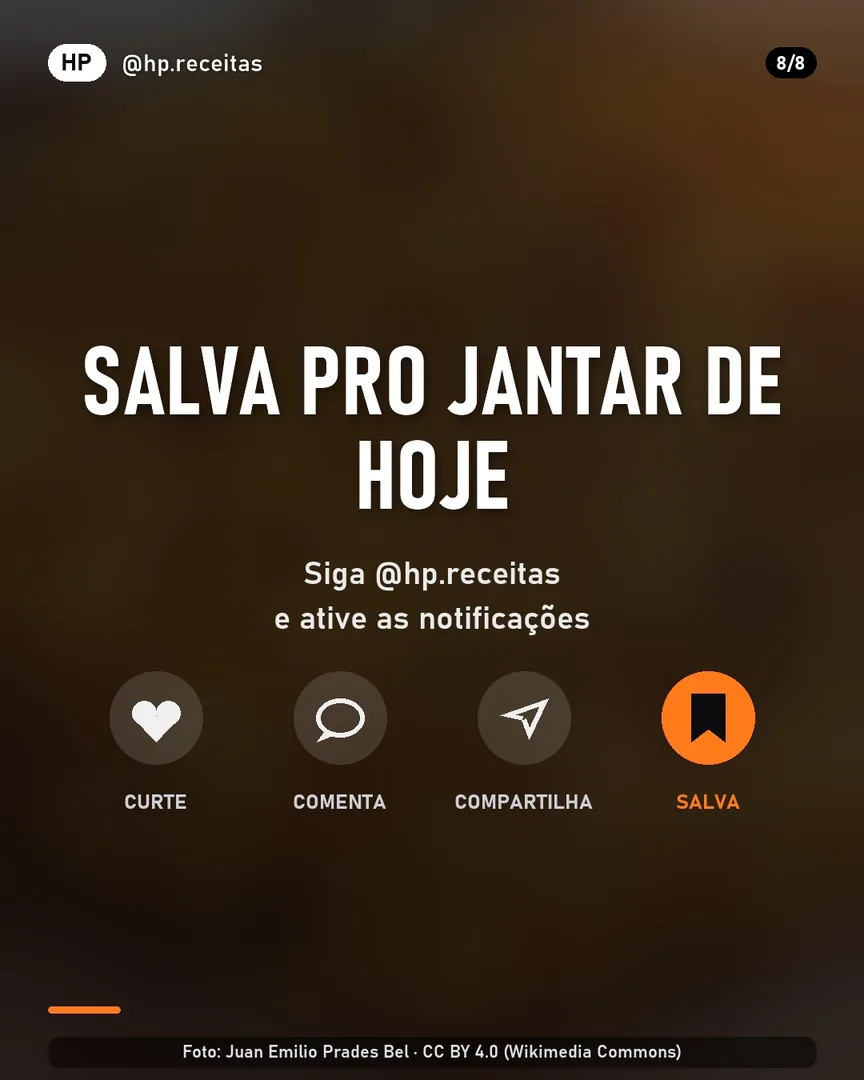 HP @hp.receitas 8/8
SALVA PRO JANTAR DE
HOJE
Siga @hp.receitas
e ative as notificações
CURTE COMENTA COMPARTILHA SALVA
Foto: Juan Emilio Prades Bel · CC BY 4.0 (Wikimedia Commons)